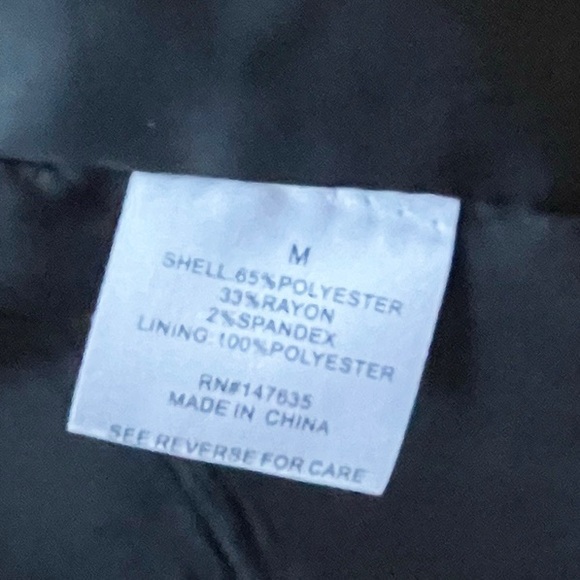 M
SHELL:65%POLYESTER
33%RAYON
2%SPANDEX
LINING:100%POLYESTER
RN#147635
MADE IN CHINA
SEE REVERSE FOR CARE